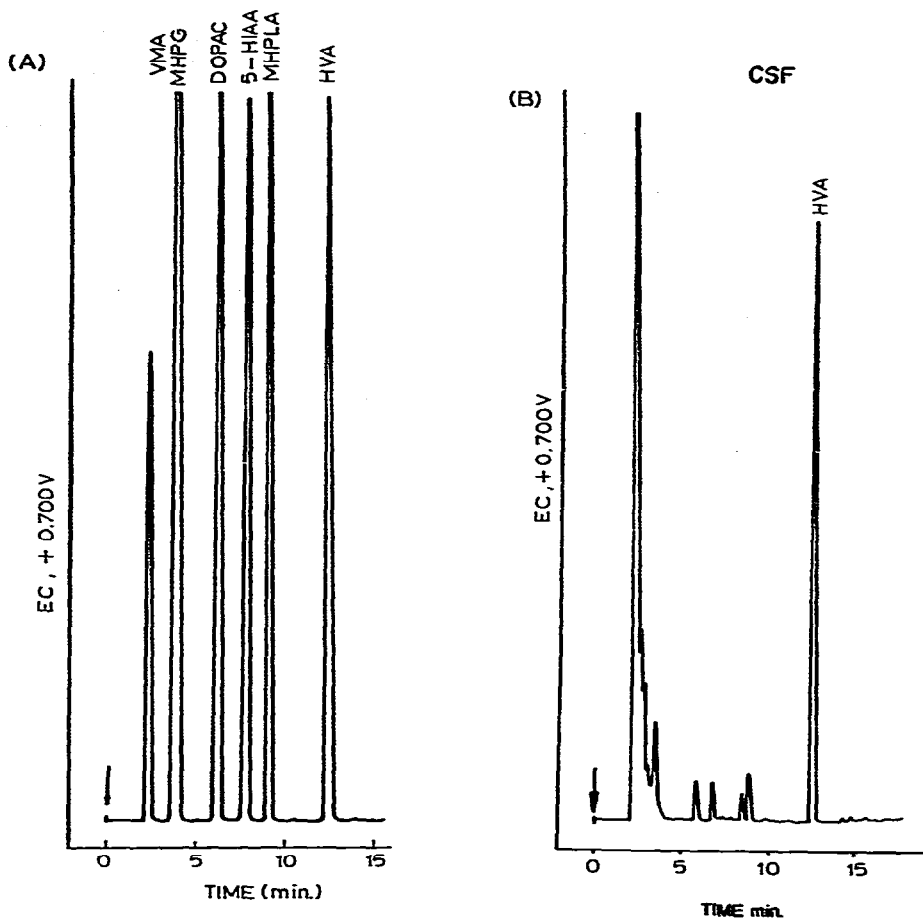 (A)
VMA
MHPG
DOPAC
5-HIAA
MHPLA
HVA
EC, + 0.700V
0 5 10 15
TIME (min.)
CSF
(B)
HVA
EC, +0.700V
0 5 10 15
TIME min.